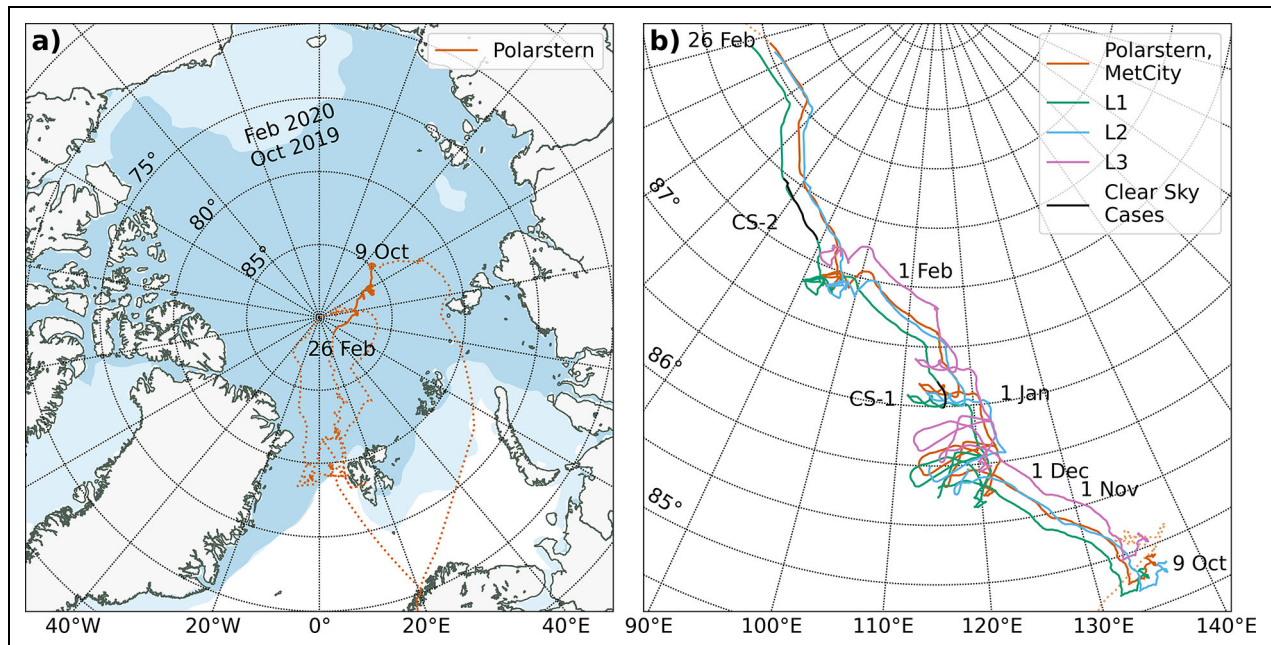 a)
Polarstern
Feb 2020
Oct 2019
75°
80°
85°
9 Oct
26 Feb
40°W
20°W
0°
20°E
40°E
b)
26 Feb
Polarstern,
MetCity
L1
L2
L3
Clear Sky
Cases
87°
CS-2
1 Feb
86°
CS-1
1 Jan
1 Dec
1 Nov
85°
9 Oct
90°E
100°E
110°E
120°E
130°E
140°E